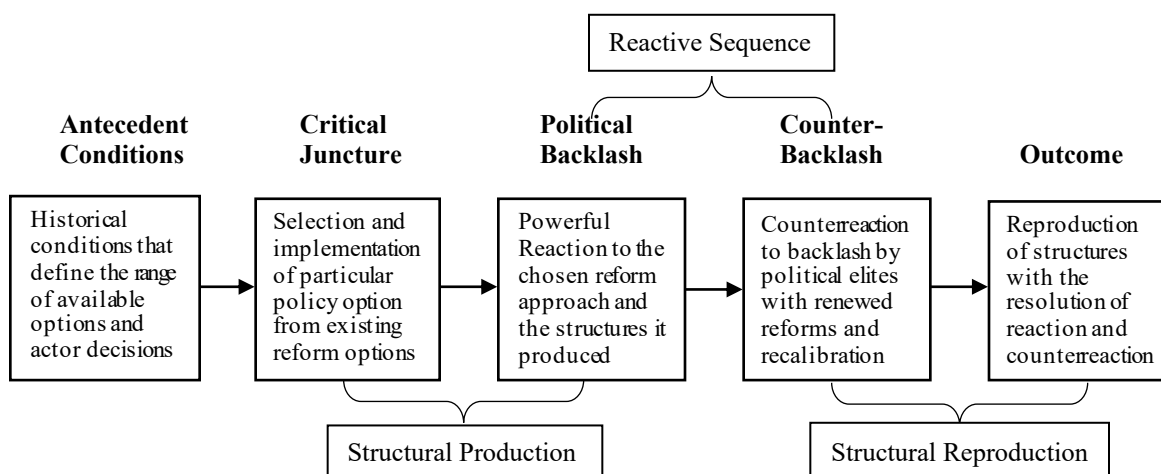 Reactive Sequence
Antecedent
Conditions
Critical
Juncture
Political
Backlash
Counter-
Backlash
Outcome
Historical
conditions that
define the range
of available
options and
actor decisions
Selection and
implementation
of particular
policy option
from existing
reform options
Powerful
Reaction to the
chosen reform
approach and
the structures it
produced
Counterreaction
to backlash by
political elites
with renewed
reforms and
recalibration
Reproduction
of structures
with the
resolution of
reaction and
counterreaction
Structural Production
Structural Reproduction